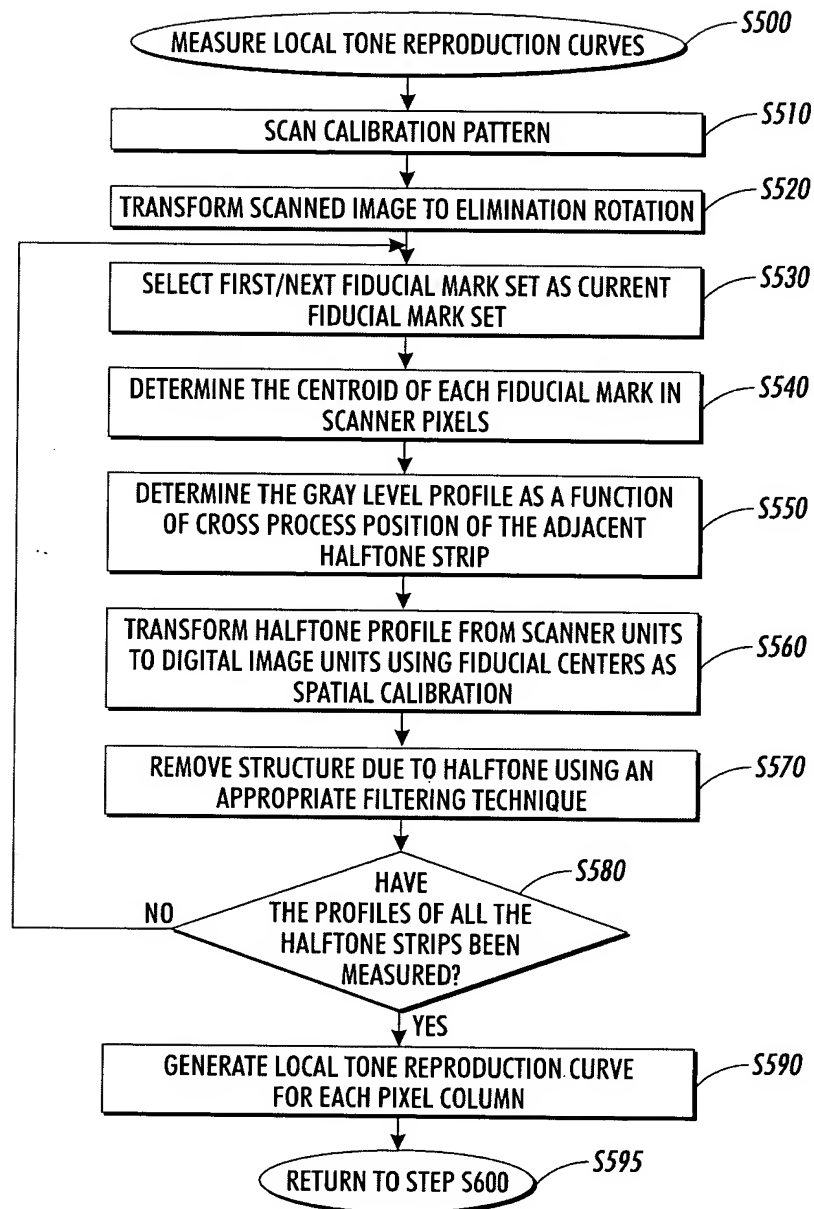 MEASURE LOCAL TONE REPRODUCTION CURVES
S500
SCAN CALIBRATION PATTERN
S510
TRANSFORM SCANNED IMAGE TO ELIMINATION ROTATION
S520
SELECT FIRST/NEXT FIDUCIAL MARK SET AS CURRENT
FIDUCIAL MARK SET
S530
DETERMINE THE CENTROID OF EACH FIDUCIAL MARK IN
SCANNER PIXELS
S540
DETERMINE THE GRAY LEVEL PROFILE AS A FUNCTION
OF CROSS PROCESS POSITION OF THE ADJACENT
HALFTONE STRIP
S550
TRANSFORM HALFTONE PROFILE FROM SCANNER UNITS
TO DIGITAL IMAGE UNITS USING FIDUCIAL CENTERS AS
SPATIAL CALIBRATION
S560
REMOVE STRUCTURE DUE TO HALFTONE USING AN
APPROPRIATE FILTERING TECHNIQUE
S570
HAVE
THE PROFILES OF ALL THE
HALFTONE STRIPS BEEN
MEASURED?
S580
NO
YES
GENERATE LOCAL TONE REPRODUCTION CURVE
FOR EACH PIXEL COLUMN
S590
RETURN TO STEP S600
S595